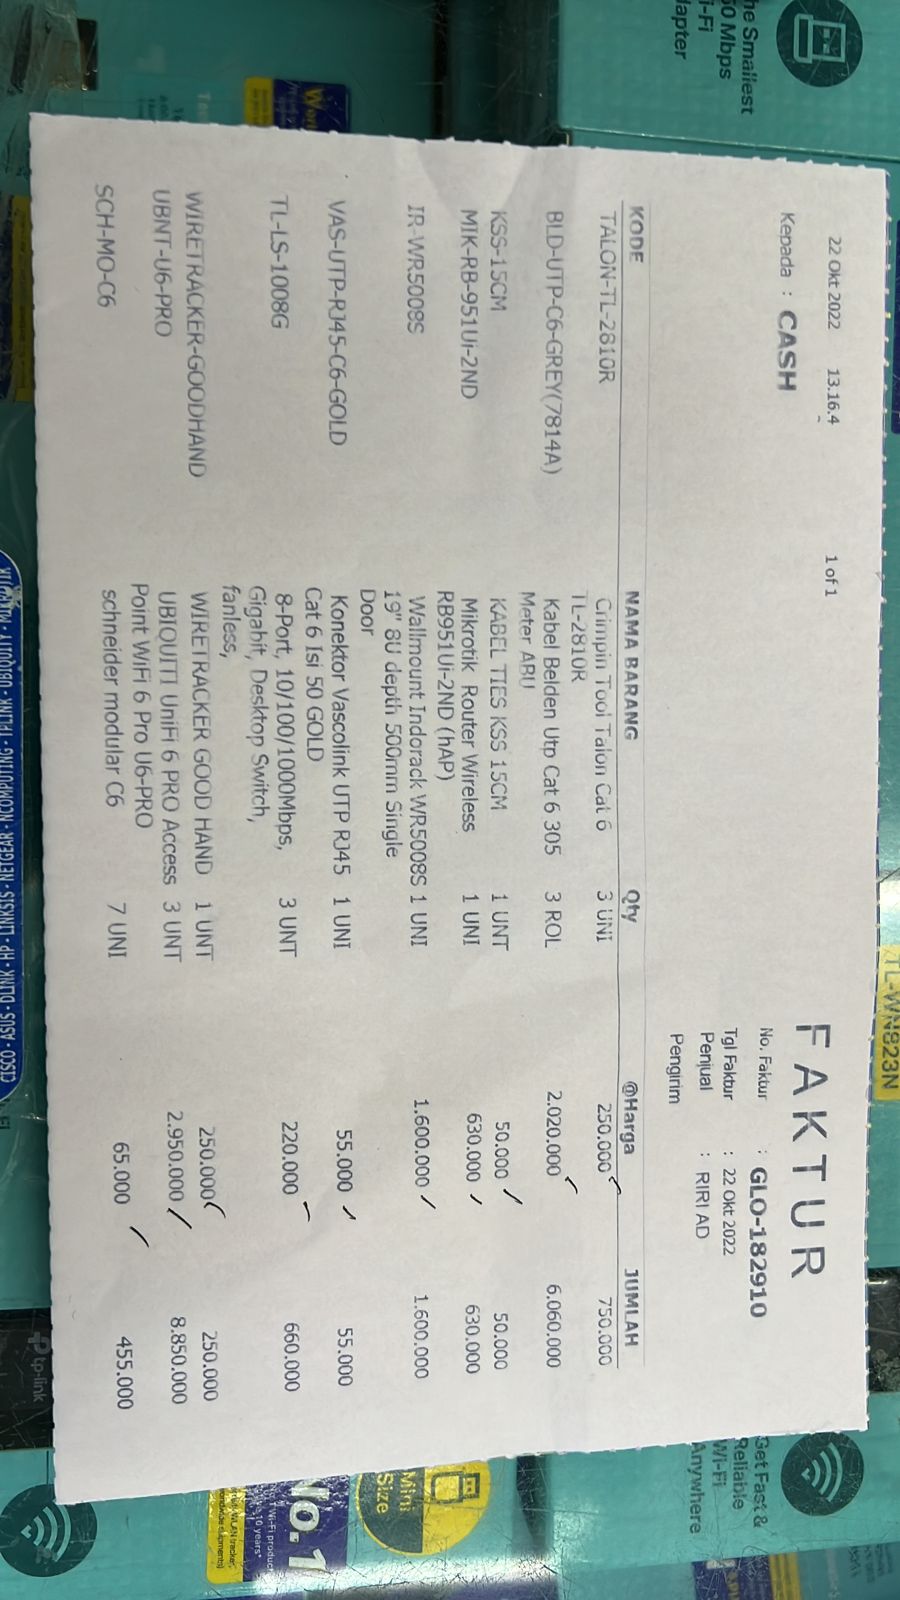 22 Okt 2022 13.16.4 1 of 1
FAKTUR
Kepada : CASH
No. Faktur : GLO-182910
Tgl Faktur : 22 Okt 2022
Penjual : RIRI AD
Pengirim
KODE NAMA BARANG Qty @Harga JUMLAH
TALON-TL-2810R Crimpin Tool Talon Cat 6 3 UNI 250.000 750.000
TL-2810R
BLD-UTP-C6-GREY(7814A) Kabel Belden Utp Cat 6 305 3 ROL 2.020.000 6.060.000
Meter ABU
KSS-15CM KABEL TIES KSS 15CM 1 UNT 50.000 50.000
MIK-RB-951Ui-2ND Mikrotik Router Wireless 1 UNI 630.000 630.000
RB951Ui-2ND (hAP)
IR-WR5008S Wallmount Indorack WR5008S 1 UNI 1.600.000 1.600.000
19" 8U depth 500mm Single
Door
VAS-UTP-RJ45-C6-GOLD Konektor Vascolink UTP RJ45 1 UNI 55.000 55.000
Cat 6 Isi 50 GOLD
TL-LS-1008G 8-Port, 10/100/1000Mbps, 3 UNT 220.000 660.000
Gigabit, Desktop Switch,
fanless,
WIRETRACKER-GOODHAND WIRETRACKER GOOD HAND 1 UNT 250.000 250.000
UBNT-U6-PRO UBIQUITI UniFi 6 PRO Access 3 UNT 2.950.000 8.850.000
Point WiFi 6 Pro U6-PRO
SCH-MO-C6 schneider modular C6 7 UNI 65.000 455.000
TL-WN823N
Get Fast &
Reliable
Wi-Fi
Anywhere
Mini
Size
No.1
tp-link
CISCO · ASUS · DLINK · HP · LINKSIS · NETGEAR · NCOMPUTING · TPLINK · UBIQUITY